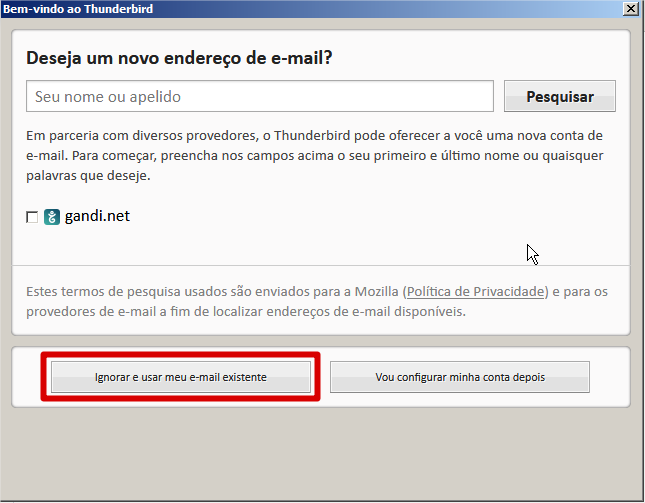 Bem-vindo ao Thunderbird
Deseja um novo endereço de e-mail?
Seu nome ou apelido
Pesquisar
Em parceria com diversos provedores, o Thunderbird pode oferecer a você uma nova conta de
e-mail. Para começar, preencha nos campos acima o seu primeiro e último nome ou quaisquer
palavras que deseje.
gandi.net
Estes termos de pesquisa usados são enviados para a Mozilla (Política de Privacidade) e para os
provedores de e-mail a fim de localizar endereços de e-mail disponíveis.
Ignorar e usar meu e-mail existente
Vou configurar minha conta depois